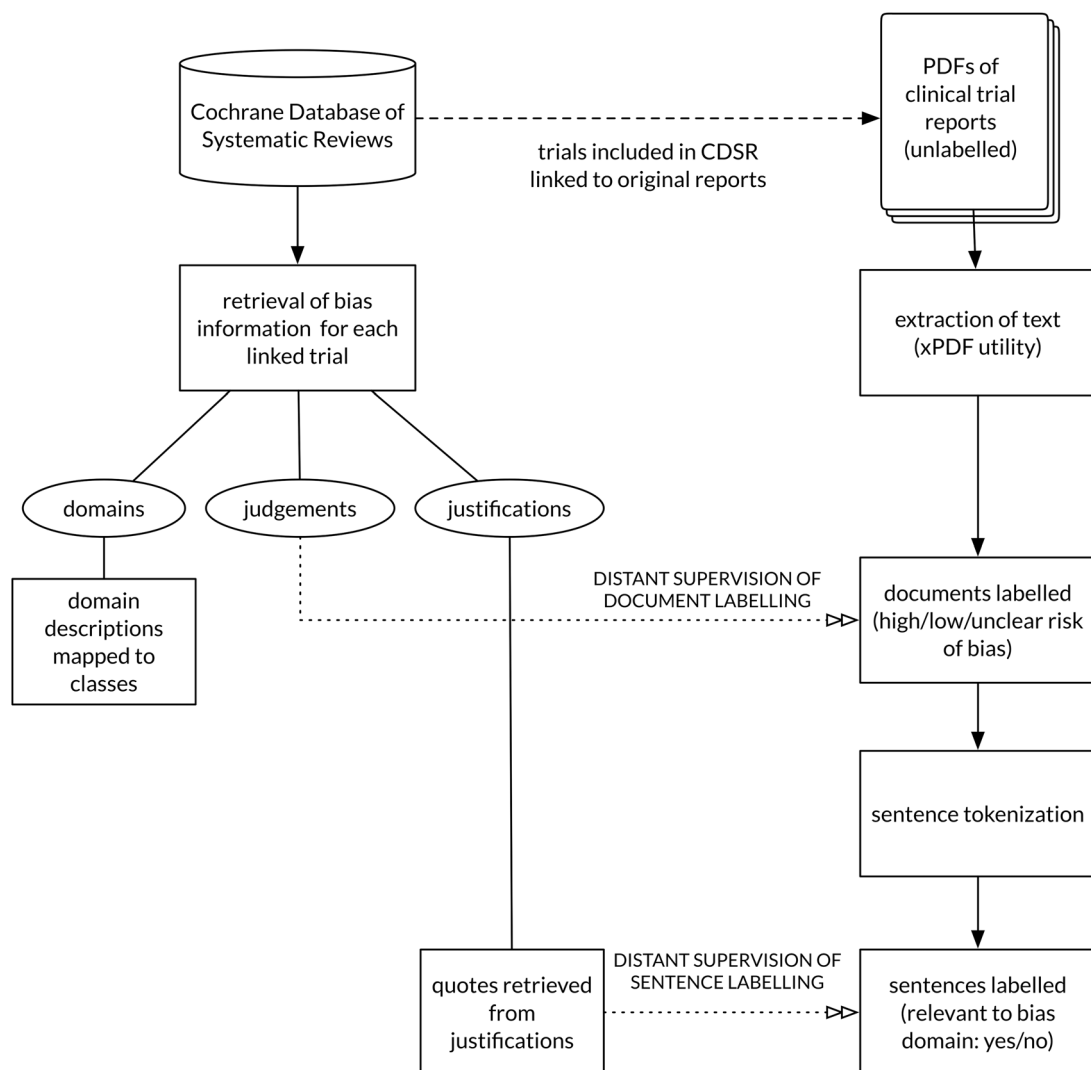 Cochrane Database of
Systematic Reviews
trials included in CDSR
linked to original reports
PDFs of
clinical trial
reports
(unlabelled)
retrieval of bias
information for each
linked trial
extraction of text
(xPDF utility)
domains
judgements
justifications
domain
descriptions
mapped to
classes
DISTANT SUPERVISION OF
DOCUMENT LABELLING
documents labelled
(high/low/unclear risk
of bias)
sentence tokenization
quotes retrieved
from
justifications
DISTANT SUPERVISION OF
SENTENCE LABELLING
sentences labelled
(relevant to bias
domain: yes/no)